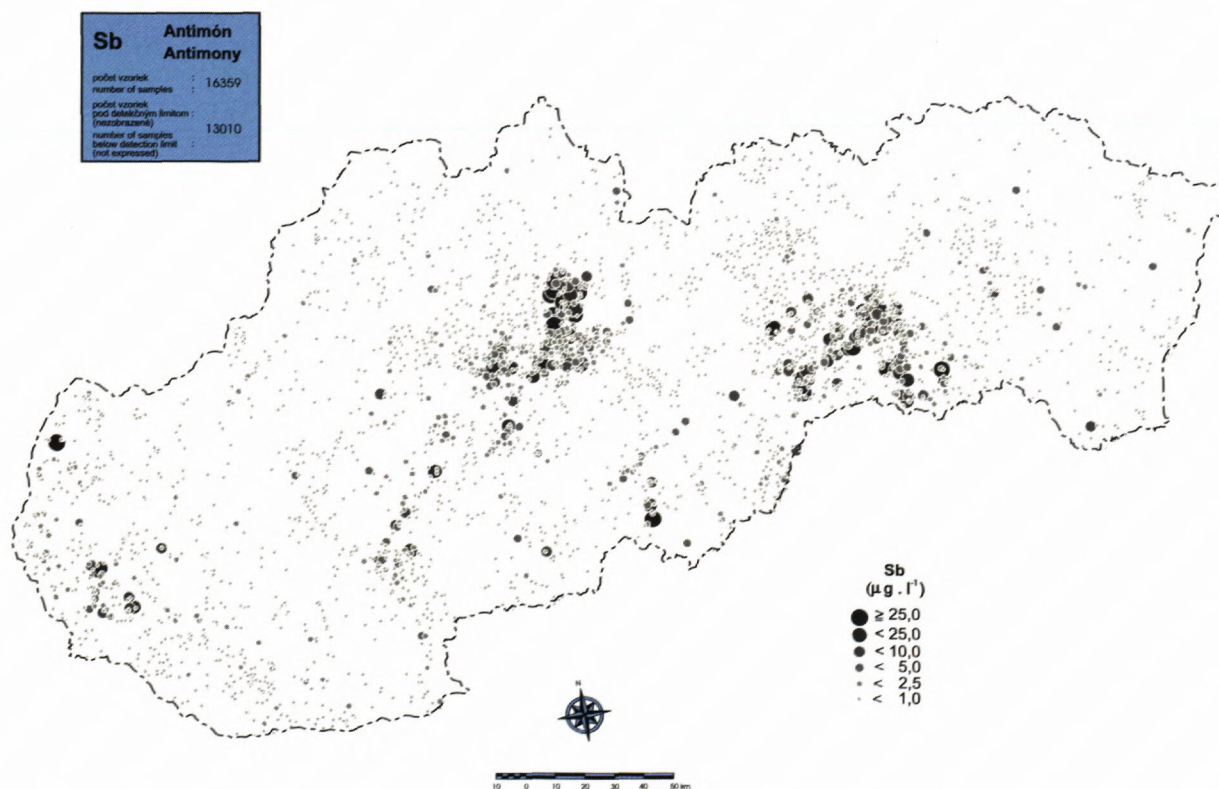 Sb
Antimón
Antimony
počet vzoriek :
number of samples : 16359
počet vzoriek
pod detekčným limitom :
(nezobrazené)
13010
number of samples
below datection limit :
(not expressed)
Sb
(µg . l⁻¹)
≥ 25,0
< 25,0
< 10,0
< 5,0
< 2,5
< 1,0
N
10 0 10 20 30 40 50 km